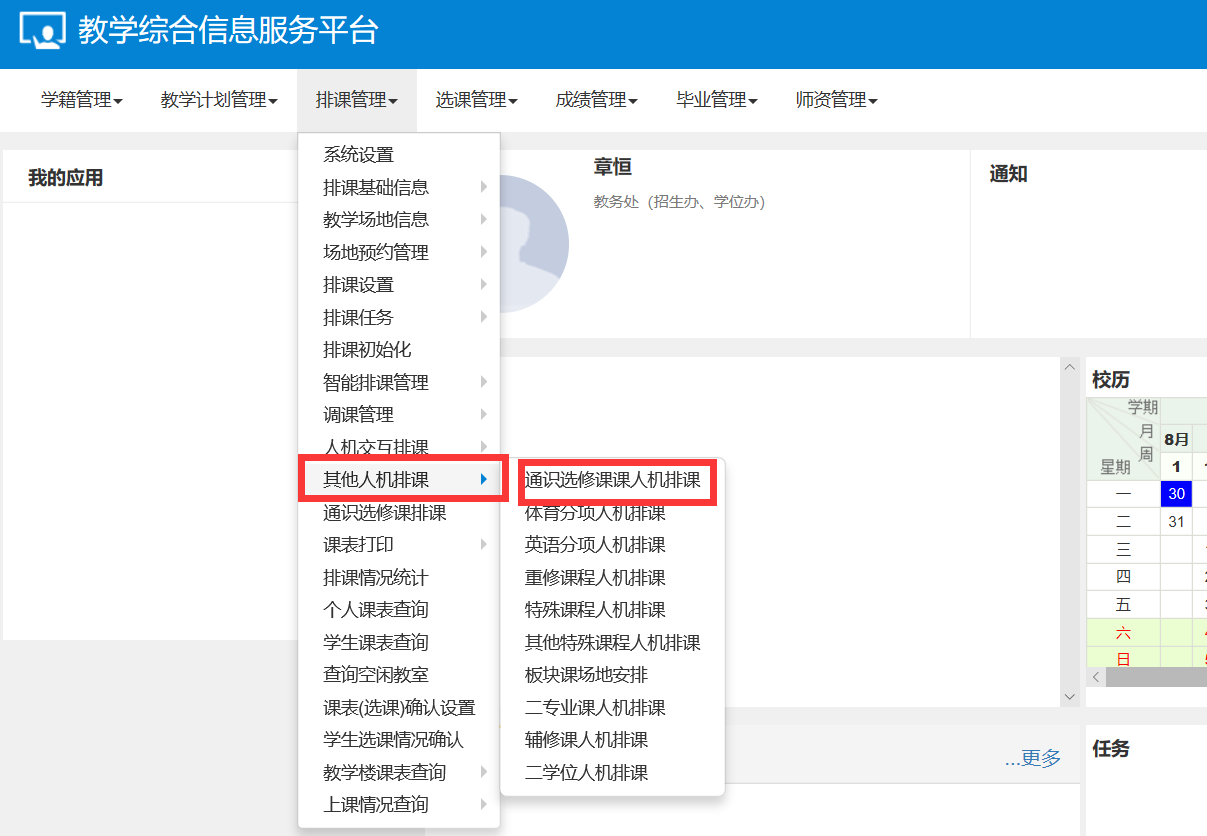 教学综合信息服务平台
学籍管理 教学计划管理 排课管理 选课管理 成绩管理 毕业管理 师资管理
我的应用
系统设置
排课基础信息
教学场地信息
场地预约管理
排课设置
排课任务
排课初始化
智能排课管理
调课管理
人机交互排课
其他人机排课
通识选修课排课
课表打印
排课情况统计
个人课表查询
学生课表查询
查询空闲教室
课表(选课)确认设置
学生选课情况确认
教学楼课表查询
上课情况查询
通识选修课课人机排课
体育分项人机排课
英语分项人机排课
重修课程人机排课
特殊课程人机排课
其他特殊课程人机排课
板块课场地安排
二专业课人机排课
辅修课人机排课
二学位人机排课
章恒
教务处（招生办、学位办）
通知
校历
学期
月 8月
周
星期 1
一 30
二 31
三
四
五
六
日
...更多
任务